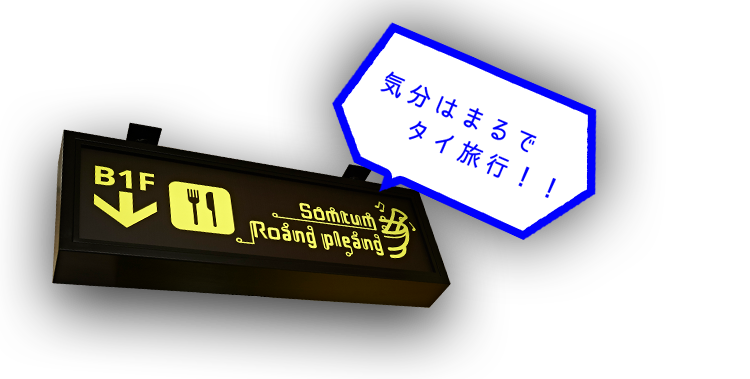 気分はまるで
タイ旅行！！
B1F
Somtum
Roang pleang